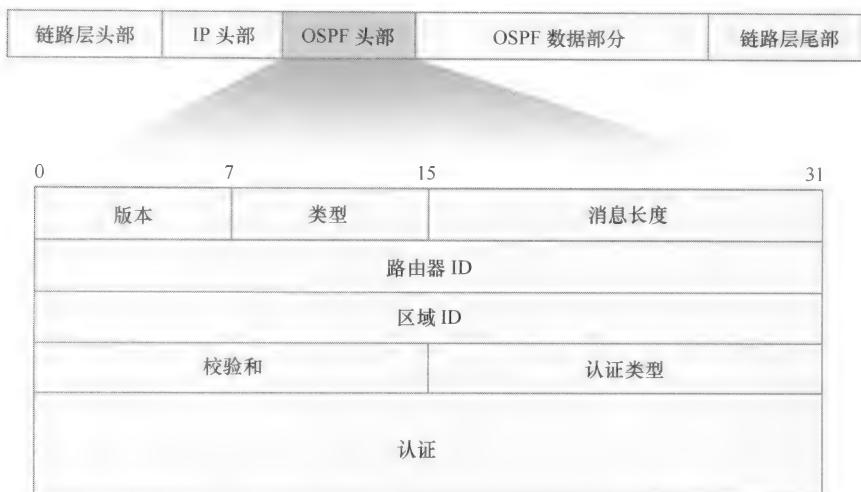 链路层头部 IP 头部 OSPF 头部 OSPF 数据部分 链路层尾部
0 7 15 31
版本 类型 消息长度
路由器 ID
区域 ID
校验和 认证类型
认证